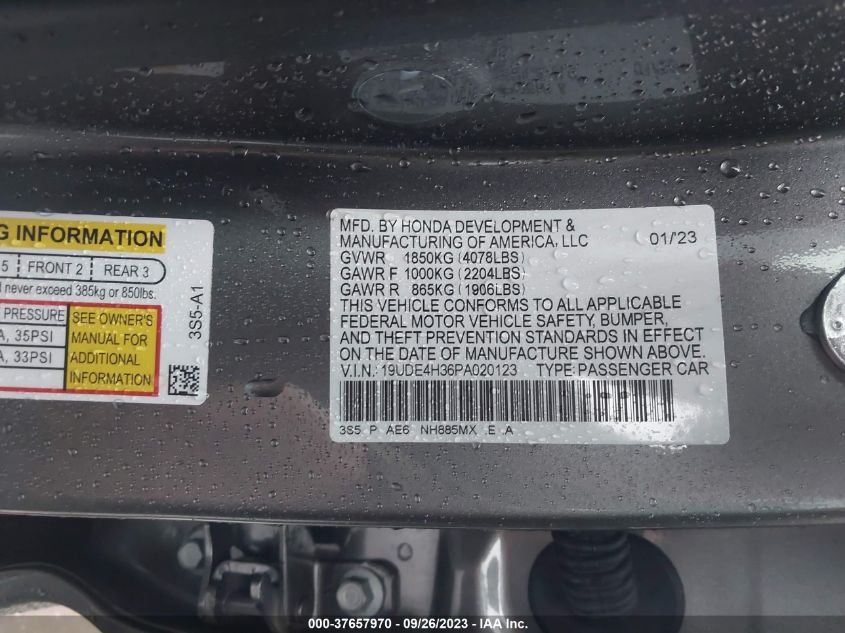 G INFORMATION
5 FRONT 2 REAR 3
never exceed 385kg or 850lbs.
PRESSURE SEE OWNER'S
A, 35PSI MANUAL FOR
ADDITIONAL
A, 33PSI INFORMATION
3S5-A1
MFD. BY HONDA DEVELOPMENT &
MANUFACTURING OF AMERICA, LLC 01/'23
GVWR 1850KG (4078LBS)
GAWR F 1000KG (2204LBS)
GAWR R 865KG (1906LBS)
THIS VEHICLE CONFORMS TO ALL APPLICABLE
FEDERAL MOTOR VEHICLE SAFETY, BUMPER,
AND THEFT PREVENTION STANDARDS IN EFFECT
ON THE DATE OF MANUFACTURE SHOWN ABOVE.
V.I.N.: 19UDE4H36PA020123 TYPE: PASSENGER CAR
3S5 P AE6 NH885MX E A
000-37657970 - 09/26/2023 - IAA Inc.